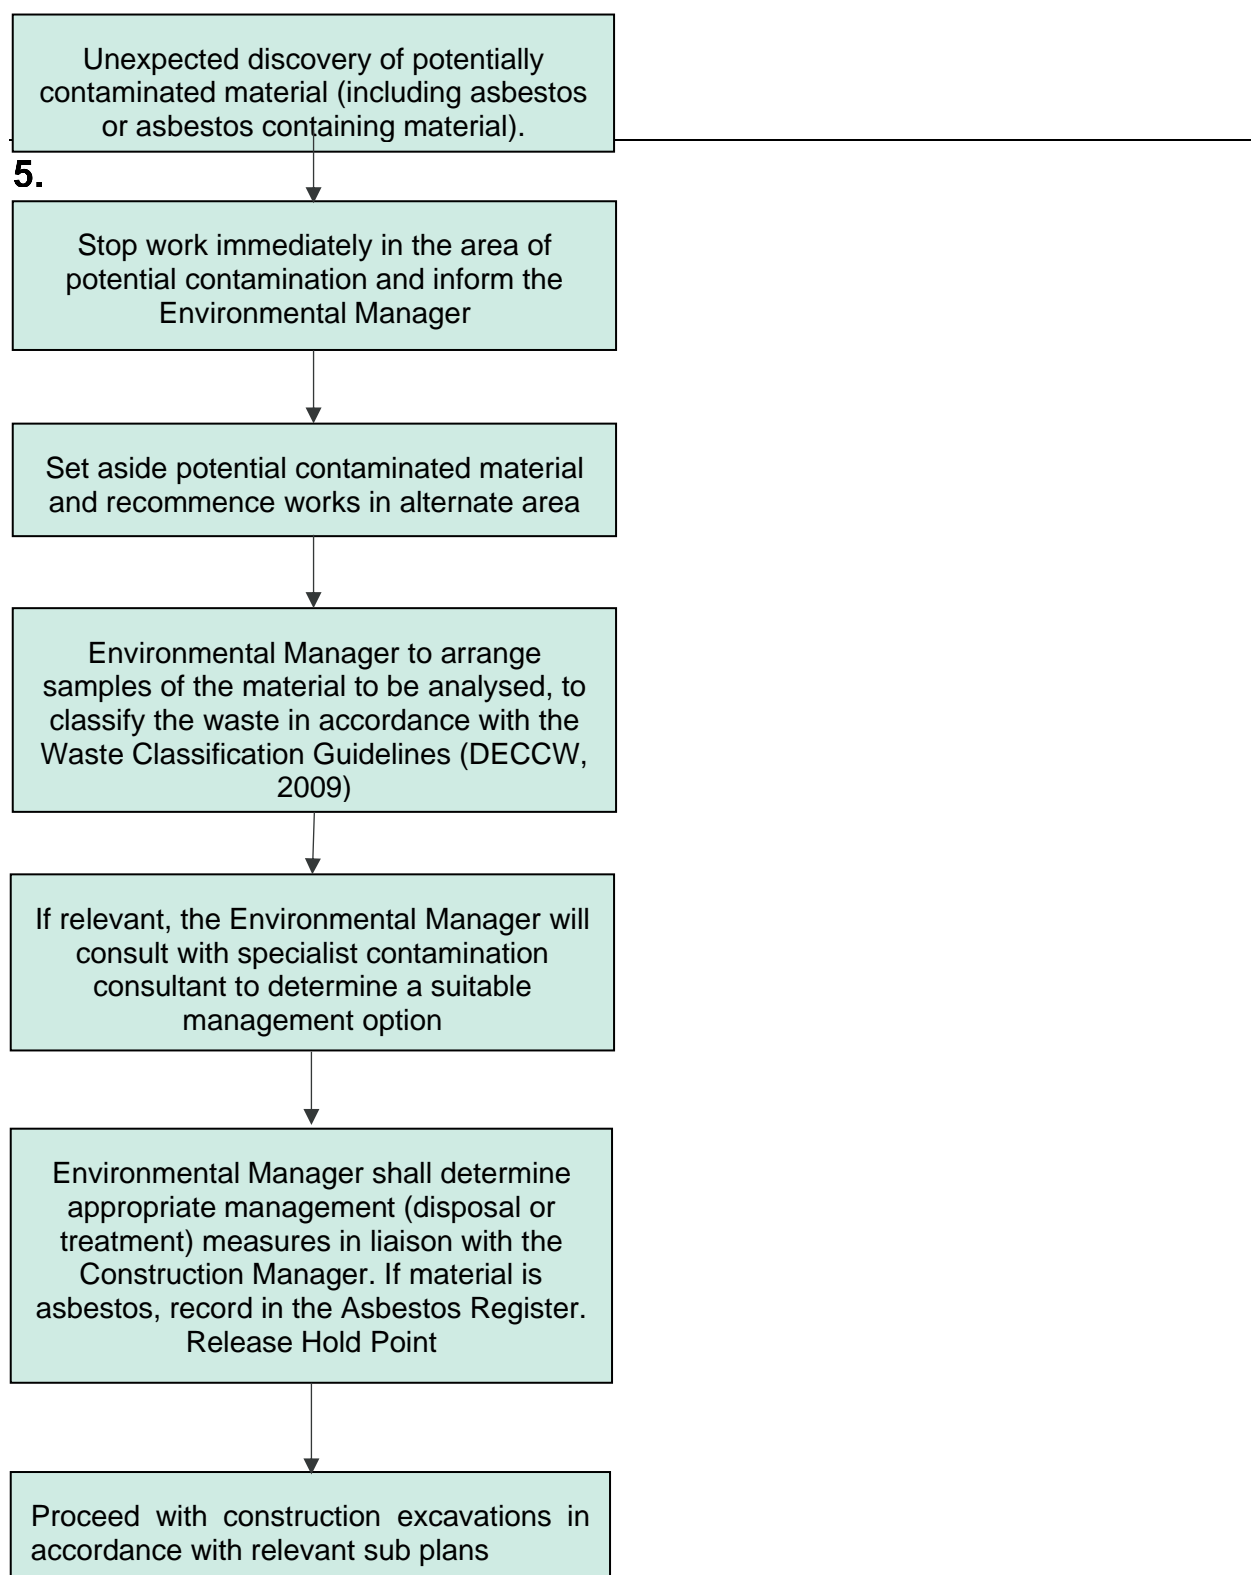 Unexpected discovery of potentially
contaminated material (including asbestos
or asbestos containing material).
5.
Stop work immediately in the area of
potential contamination and inform the
Environmental Manager
Set aside potential contaminated material
and recommence works in alternate area
Environmental Manager to arrange
samples of the material to be analysed, to
classify the waste in accordance with the
Waste Classification Guidelines (DECCW,
2009)
If relevant, the Environmental Manager will
consult with specialist contamination
consultant to determine a suitable
management option
Environmental Manager shall determine
appropriate management (disposal or
treatment) measures in liaison with the
Construction Manager. If material is
asbestos, record in the Asbestos Register.
Release Hold Point
Proceed with construction excavations in
accordance with relevant sub plans